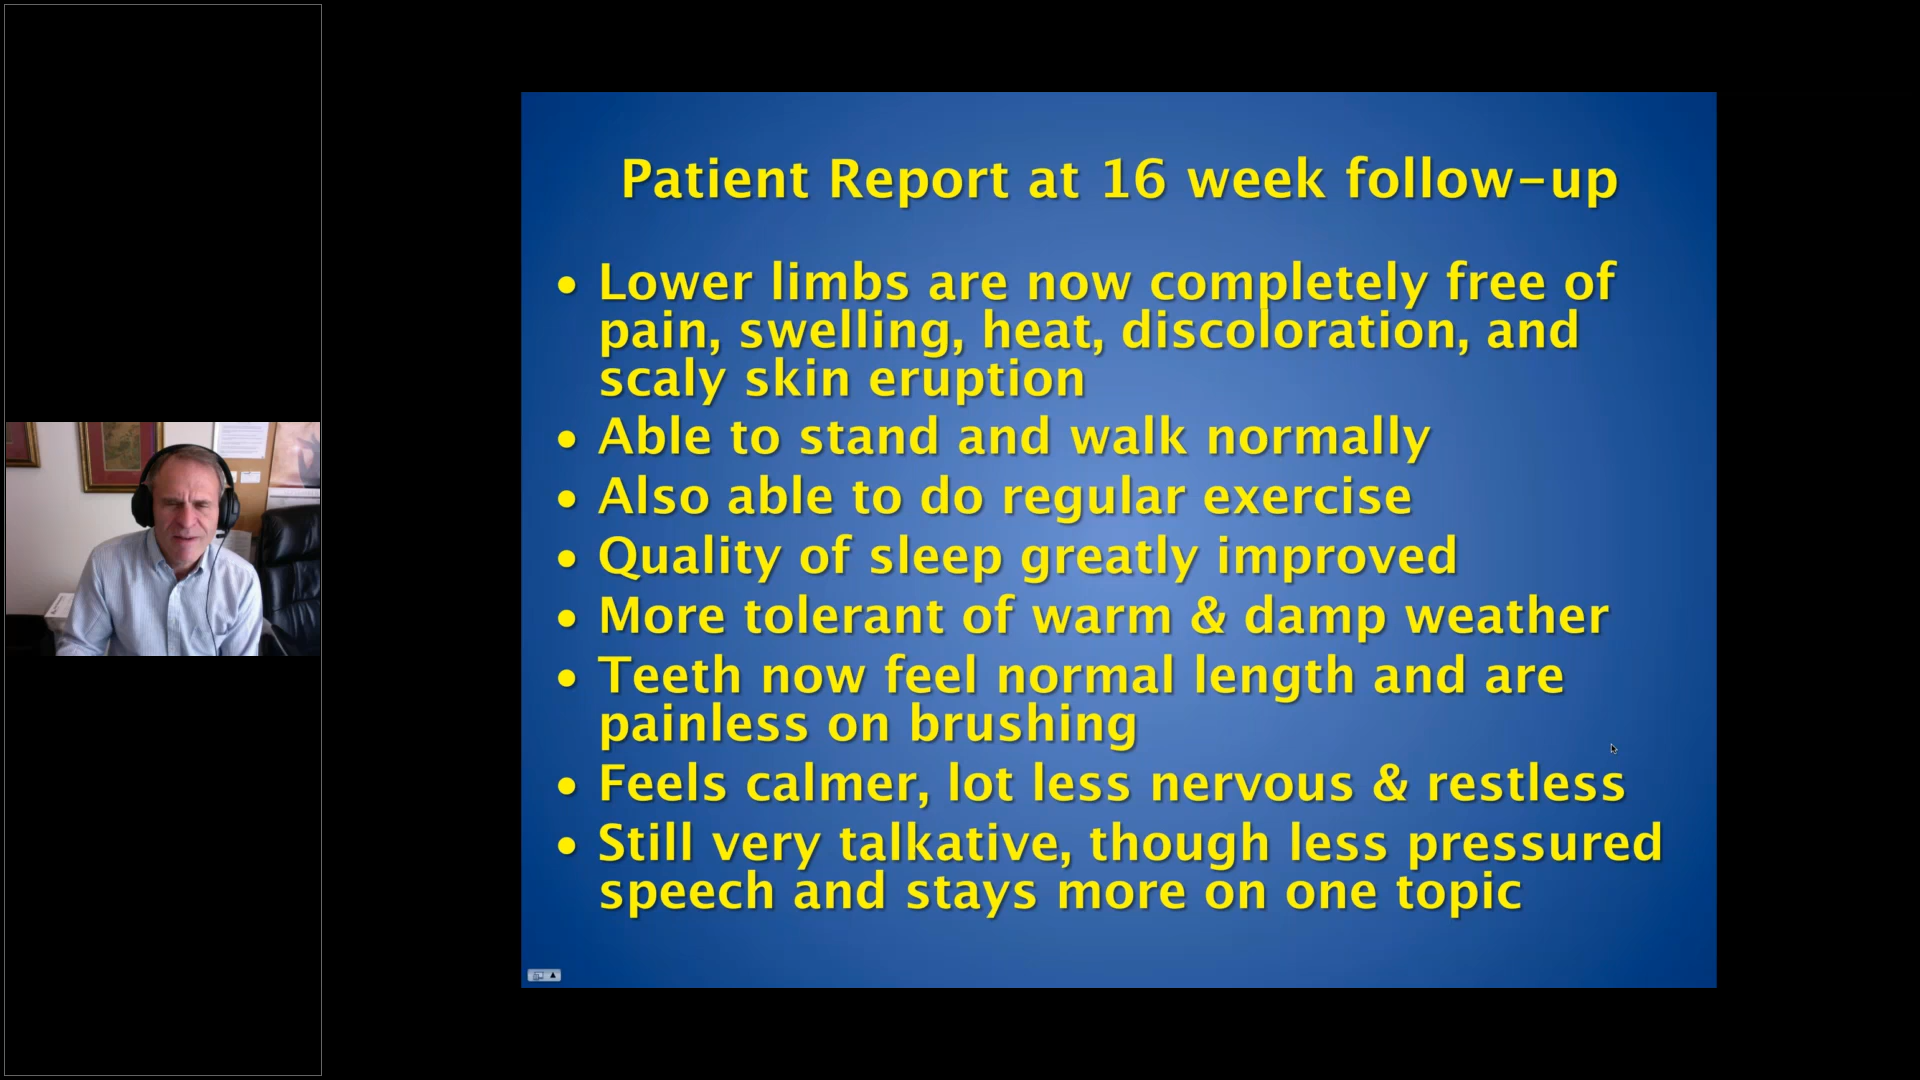 Patient Report at 16 week follow-up
• Lower limbs are now completely free of
pain, swelling, heat, discoloration, and
scaly skin eruption
• Able to stand and walk normally
• Also able to do regular exercise
• Quality of sleep greatly improved
• More tolerant of warm & damp weather
• Teeth now feel normal length and are
painless on brushing
• Feels calmer, lot less nervous & restless
• Still very talkative, though less pressured
speech and stays more on one topic